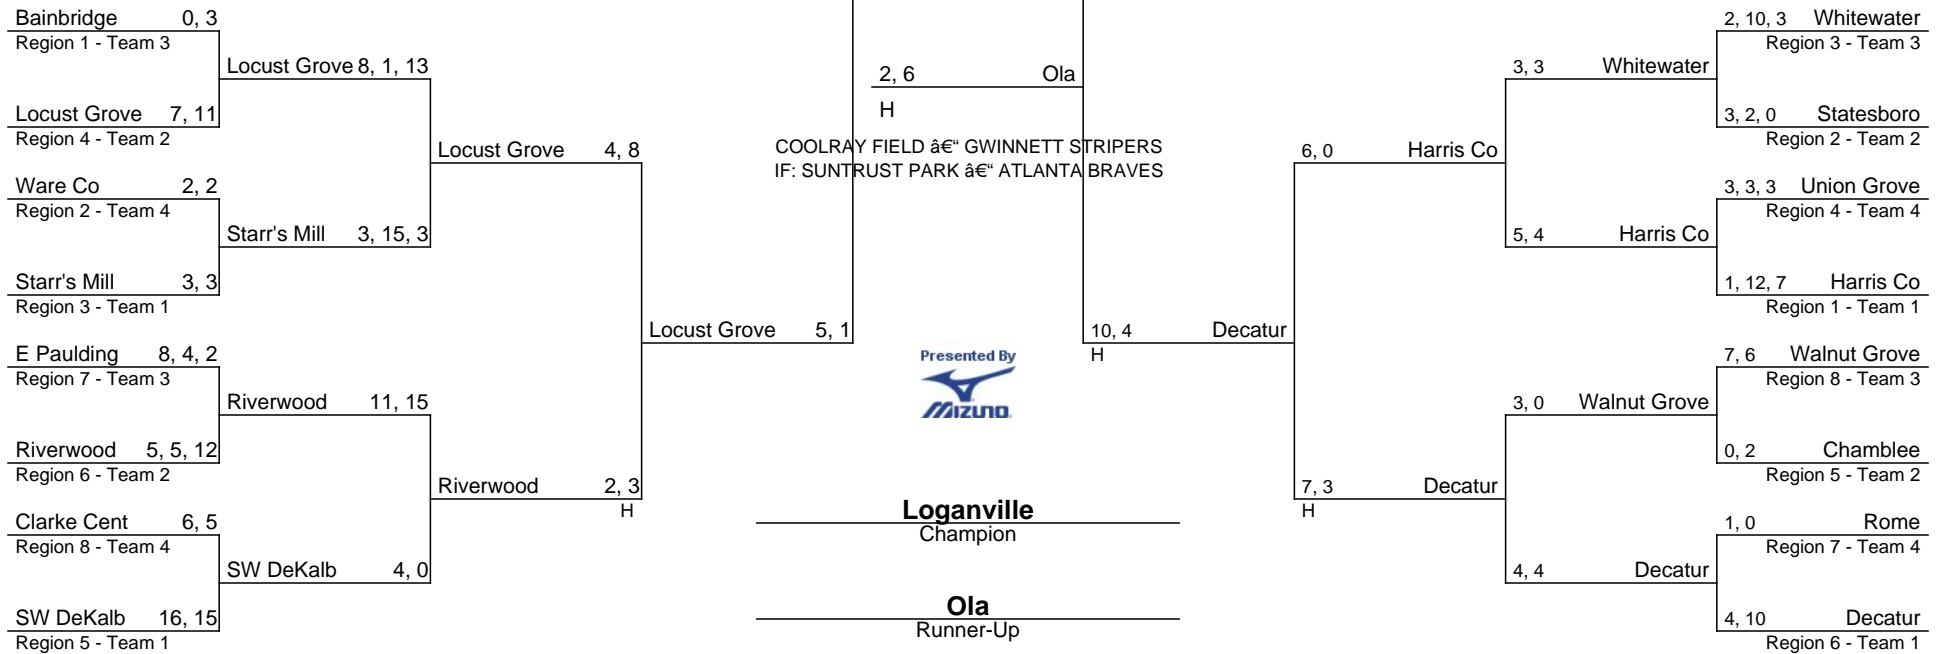 Bainbridge 0, 3
Region 1 - Team 3
Locust Grove 8, 1, 13
Locust Grove 7, 11
Region 4 - Team 2
Locust Grove 4, 8
Ware Co 2, 2
Region 2 - Team 4
Starr's Mill 3, 15, 3
Starr's Mill 3, 3
Region 3 - Team 1
Locust Grove 5, 1
E Paulding 8, 4, 2
Region 7 - Team 3
Riverwood 11, 15
Riverwood 5, 5, 12
Region 6 - Team 2
Riverwood 2, 3
H
Clarke Cent 6, 5
Region 8 - Team 4
SW DeKalb 4, 0
SW DeKalb 16, 15
Region 5 - Team 1
2, 6 Ola
H
COOLRAY FIELD â€“ GWINNETT STRIPERS
IF: SUNTRUST PARK â€“ ATLANTA BRAVES
Presented By
MIZUNO
Loganville
Champion
Ola
Runner-Up
2, 10, 3 Whitewater
Region 3 - Team 3
3, 3 Whitewater
3, 2, 0 Statesboro
Region 2 - Team 2
6, 0 Harris Co
3, 3, 3 Union Grove
Region 4 - Team 4
5, 4 Harris Co
1, 12, 7 Harris Co
Region 1 - Team 1
10, 4 Decatur
H
7, 6 Walnut Grove
Region 8 - Team 3
3, 0 Walnut Grove
0, 2 Chamblee
Region 5 - Team 2
7, 3 Decatur
H
1, 0 Rome
Region 7 - Team 4
4, 4 Decatur
4, 10 Decatur
Region 6 - Team 1